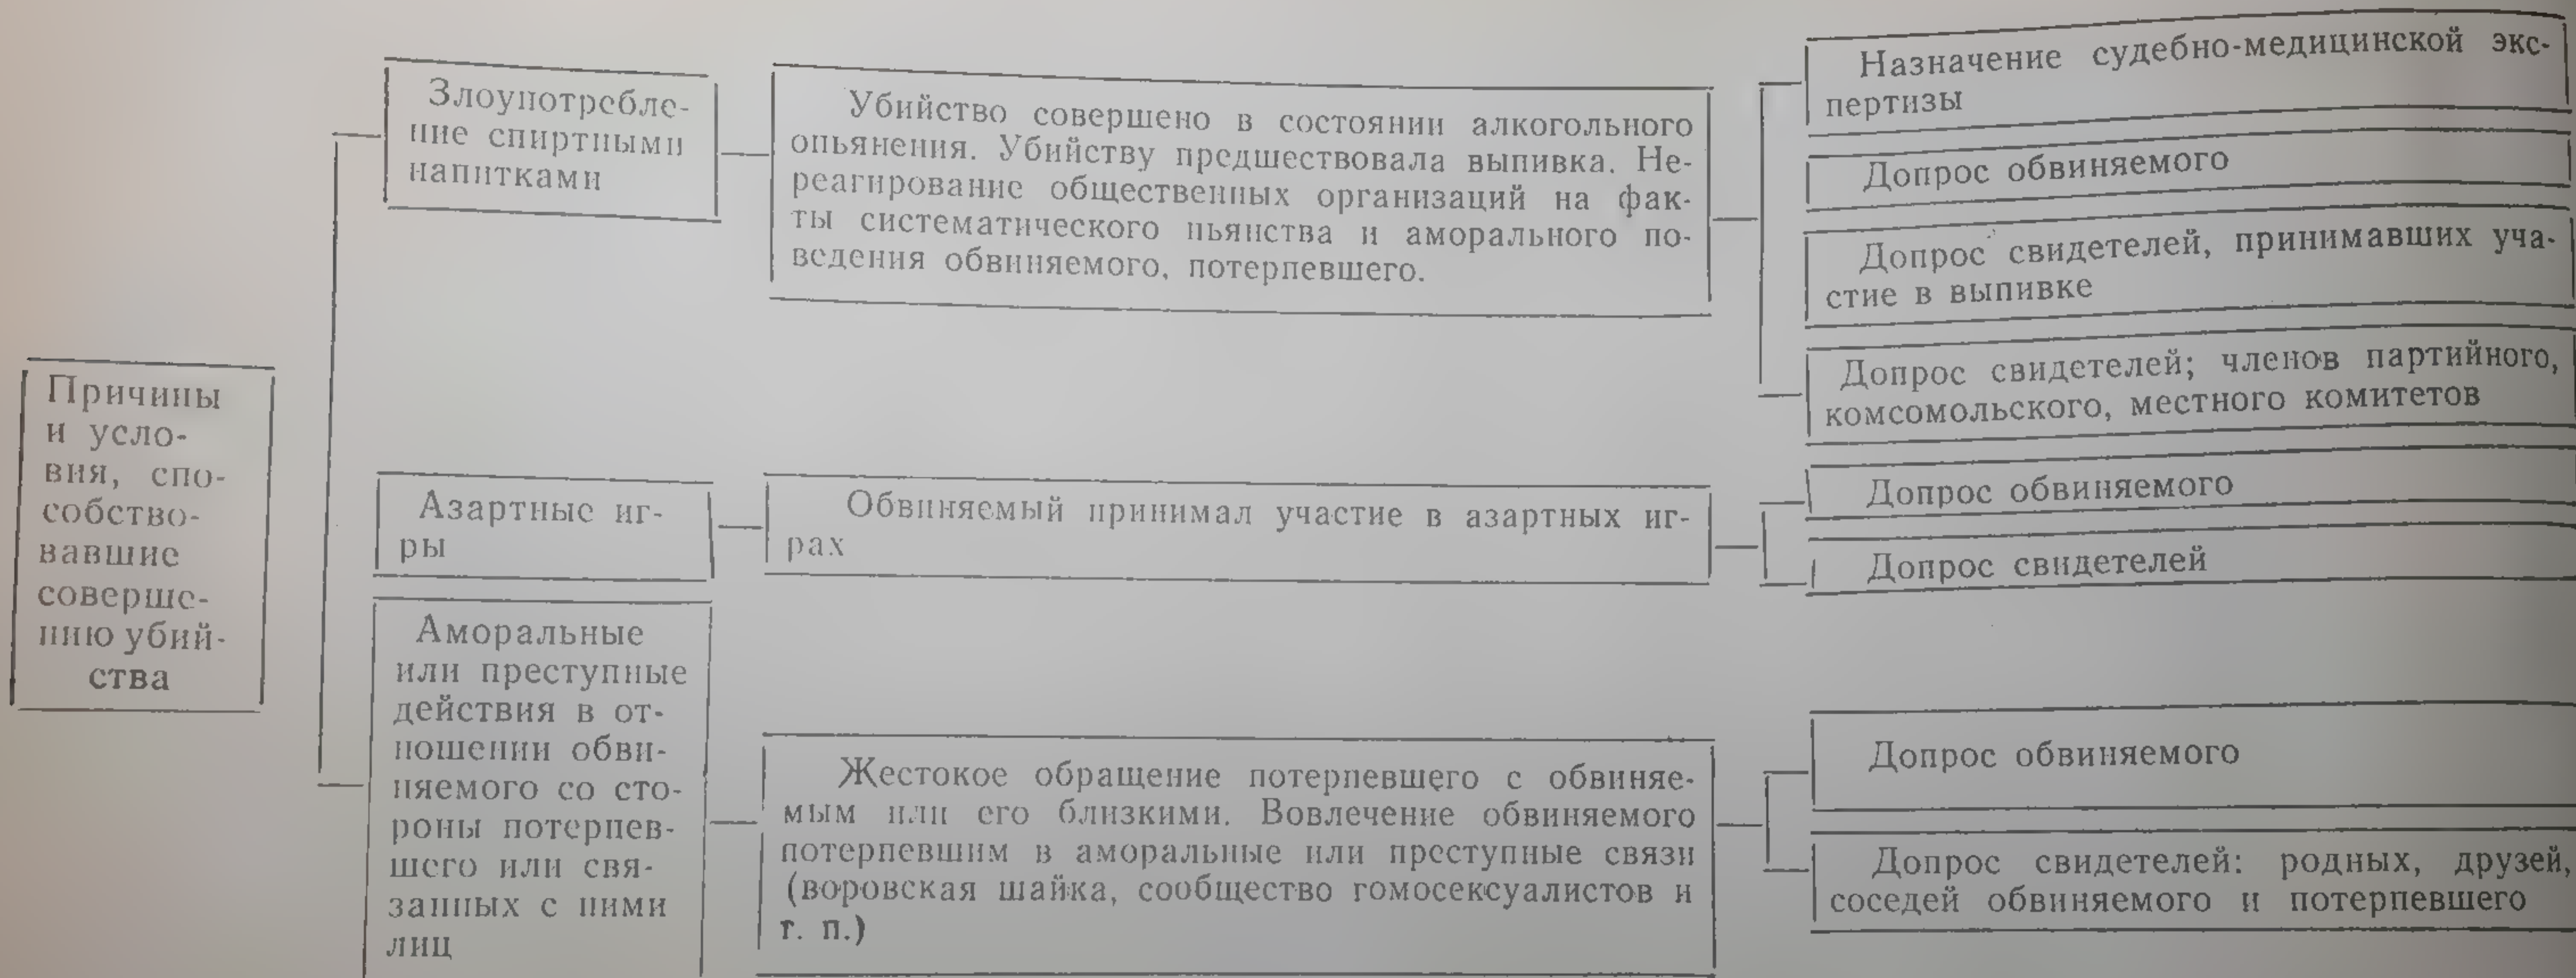 Причины
и усло-
вия, спо-
собство-
вавшие
соверше-
нию убий-
ства
Злоупотребле-
ние спиртными
напитками
Убийство совершено в состоянии алкогольного
опьянения. Убийству предшествовала выпивка. Не-
реагирование общественных организаций на фак-
ты систематического пьянства и аморального по-
ведения обвиняемого, потерпевшего.
Назначение судебно-медицинской экс-
пертизы
Допрос обвиняемого
Допрос свидетелей, принимавших уча-
стие в выпивке
Допрос свидетелей; членов партийного,
комсомольского, местного комитетов
Азартные иг-
ры
Обвиняемый принимал участие в азартных иг-
рах
Допрос обвиняемого
Допрос свидетелей
Аморальные
или преступные
действия в от-
ношении обви-
няемого со сто-
роны потерпев-
шего или свя-
занных с ними
лиц
Жестокое обращение потерпевшего с обвиняе-
мым или его близкими. Вовлечение обвиняемого
потерпевшим в аморальные или преступные связи
(воровская шайка, сообщество гомосексуалистов и
т. п.)
Допрос обвиняемого
Допрос свидетелей: родных, друзей,
соседей обвиняемого и потерпевшего